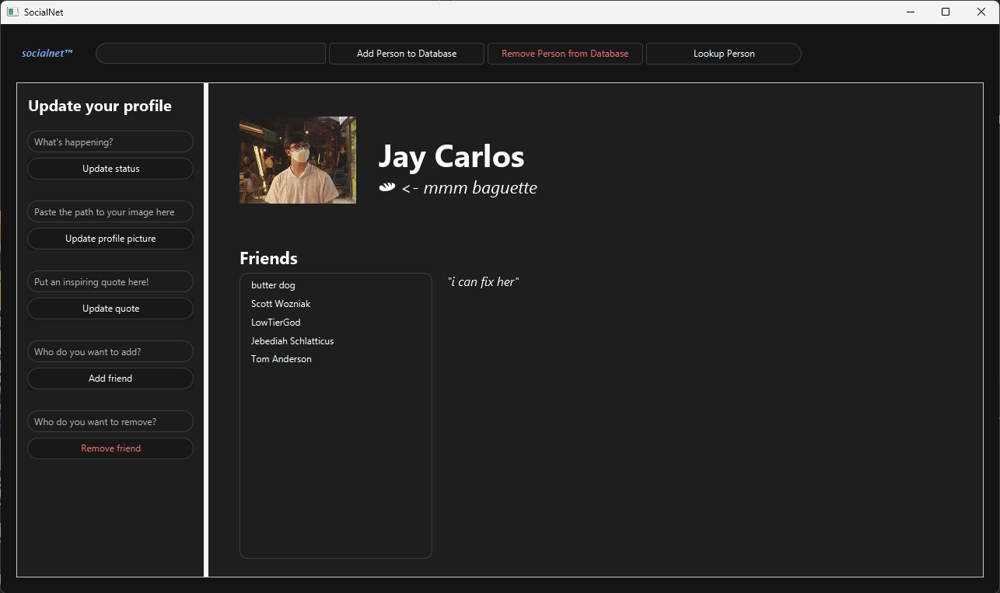 SocialNet
socialnet™
Add Person to Database
Remove Person from Database
Lookup Person
Update your profile
What's happening?
Update status
Paste the path to your image here
Update profile picture
Put an inspiring quote here!
Update quote
Who do you want to add?
Add friend
Who do you want to remove?
Remove friend
Jay Carlos
🥖 <- mmm baguette
Friends
butter dog
Scott Wozniak
LowTierGod
Jebediah Schlatticus
Tom Anderson
"i can fix her"